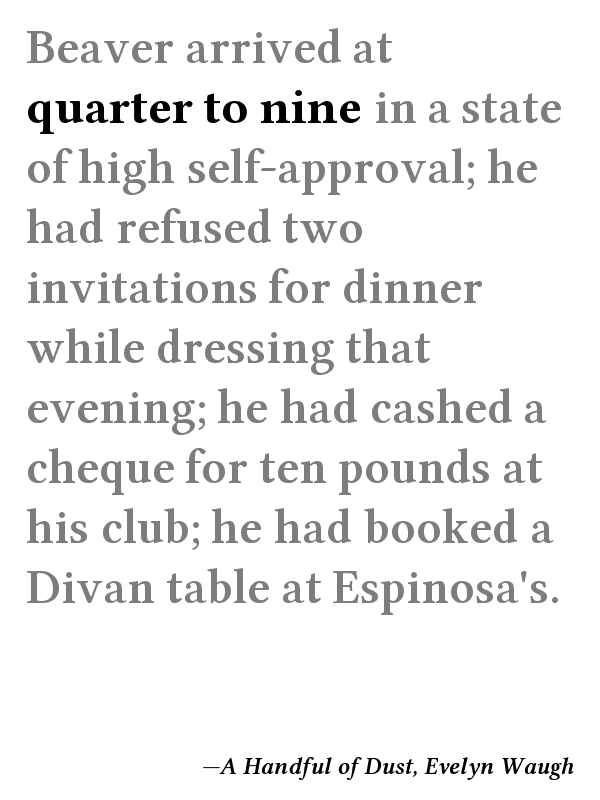 Beaver arrived at
quarter to nine in a state
of high self-approval; he
had refused two
invitations for dinner
while dressing that
evening; he had cashed a
cheque for ten pounds at
his club; he had booked a
Divan table at Espinosa's.
—A Handful of Dust, Evelyn Waugh